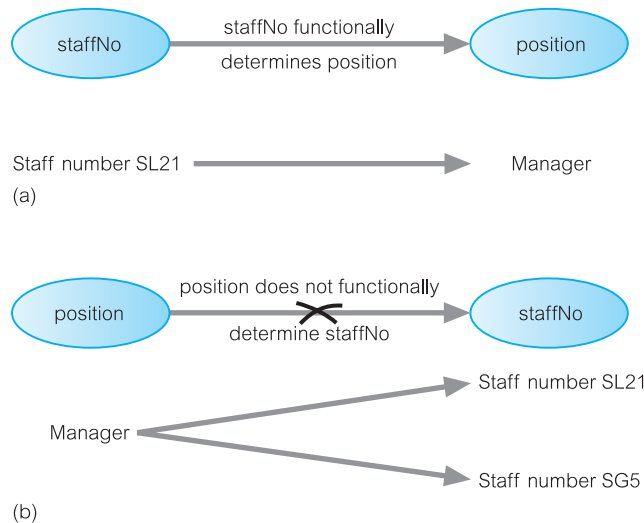 staffNo
staffNo functionally
determines position
position
Staff number SL21
Manager
(a)
position
position does not functionally
determine staffNo
staffNo
Staff number SL21
Manager
Staff number SG5
(b)